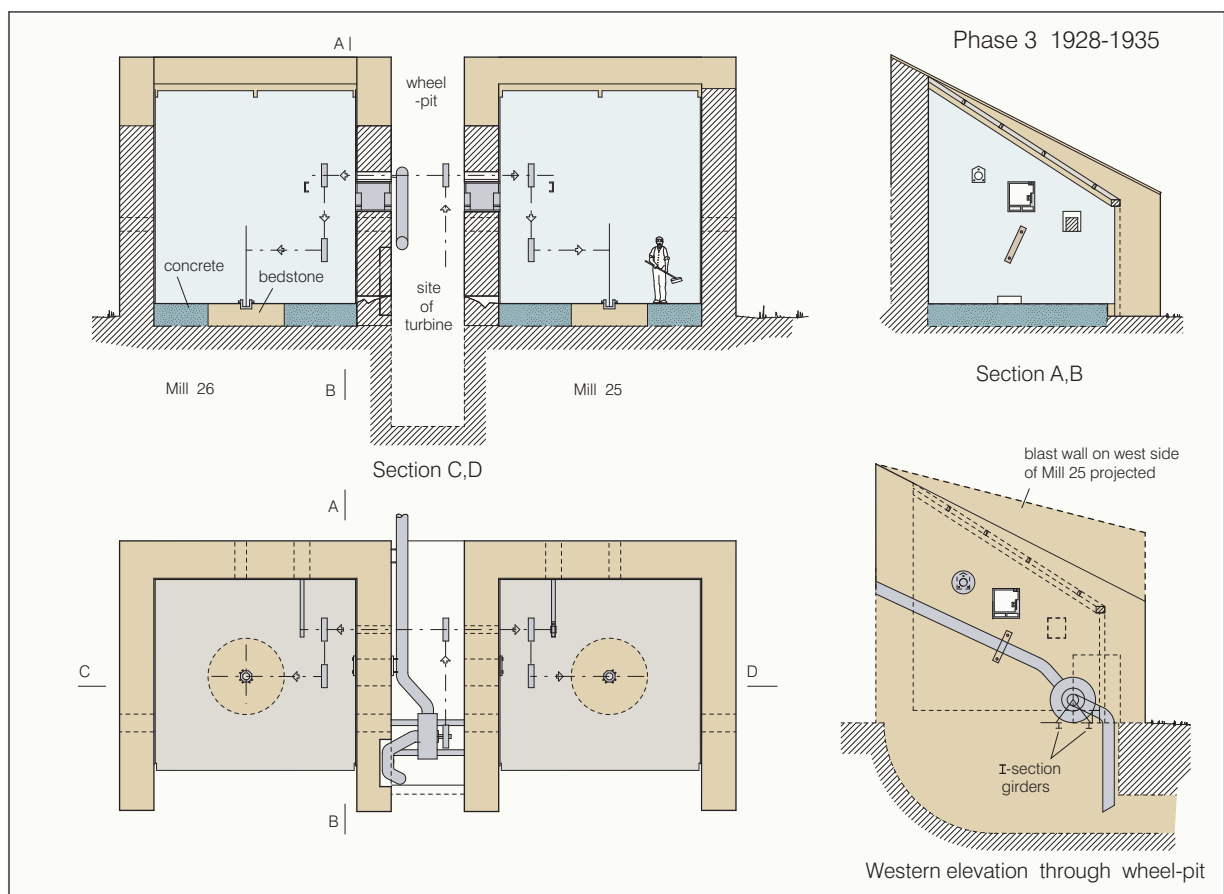 Phase 3 1928-1935
A
wheel
-pit
concrete
bedstone
site
of
turbine
Mill 26
B
Mill 25
Section A,B
Section C,D
A
blast wall on west side
of Mill 25 projected
C
D
I-section
girders
B
Western elevation through wheel-pit